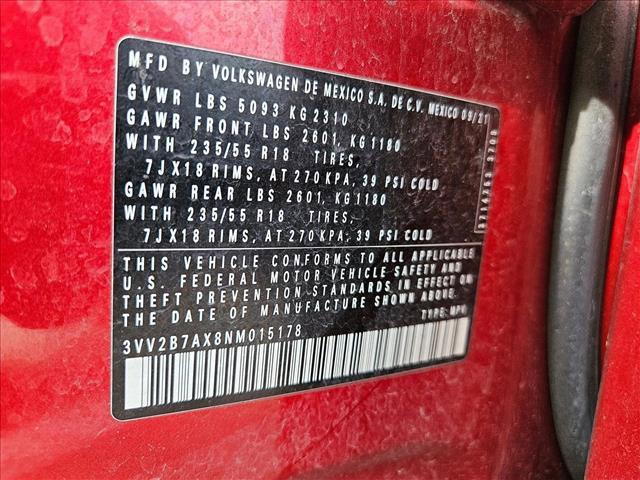 MFD BY VOLKSWAGEN DE MEXICO S.A. DE C.V. MEXICO 09/21
GVWR LBS 5093 KG 2310
GAWR FRONT LBS 2601, KG 1180
WITH 235/55 R18 TIRES,
7JX18 RIMS, AT 270 KPA, 39 PSI COLD
GAWR REAR LBS 2601, KG 1180
WITH 235/55 R18 TIRES,
7JX18 RIMS, AT 270 KPA, 39 PSI COLD
THIS VEHICLE CONFORMS TO ALL APPLICABLE
U.S. FEDERAL MOTOR VEHICLE SAFETY AND
THEFT PREVENTION STANDARDS IN EFFECT ON
THE DATE OF MANUFACTURE SHOWN ABOVE.
TYPE: MPV
3VV2B7AX8NM015178